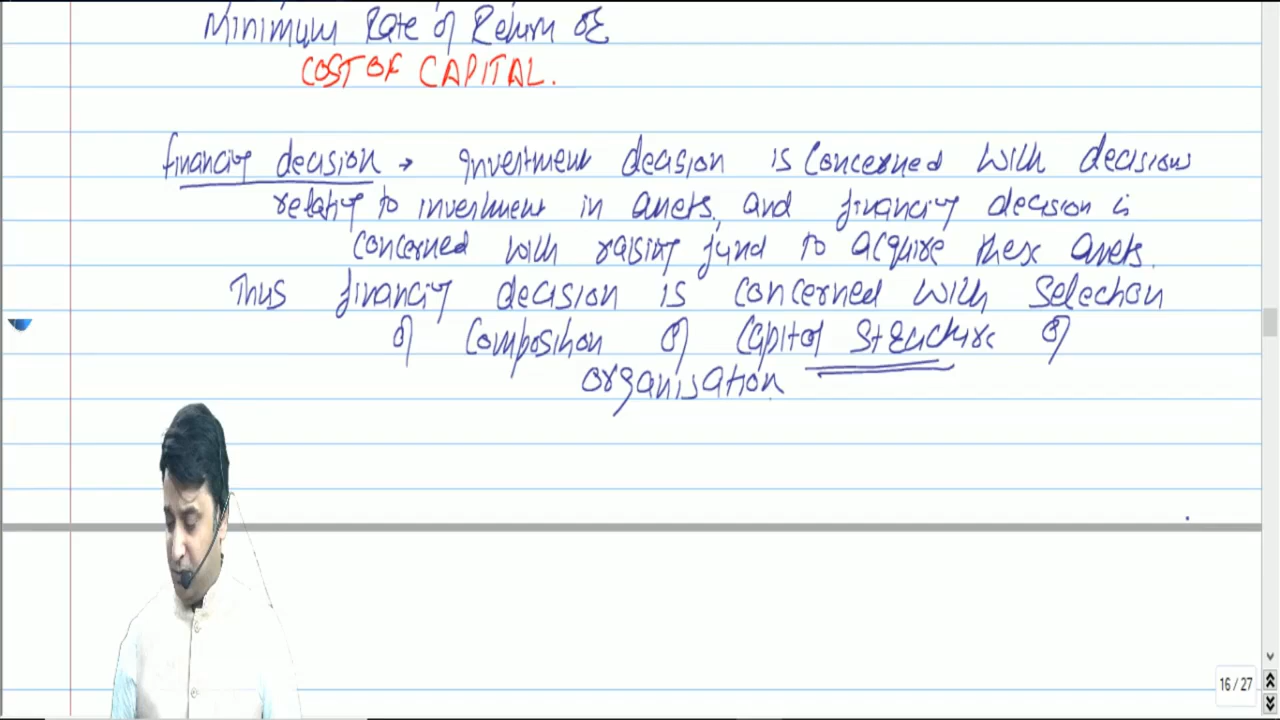 Minimum Rate of Return or
COST OF CAPITAL.
financing decision → Investment decision is concerned with decisions
relating to investment in assets, and financing decision is
concerned with raising fund to acquire these assets.
Thus financing decision is concerned with Selection
of Composition of Capital Structure of
organisation
16 / 27